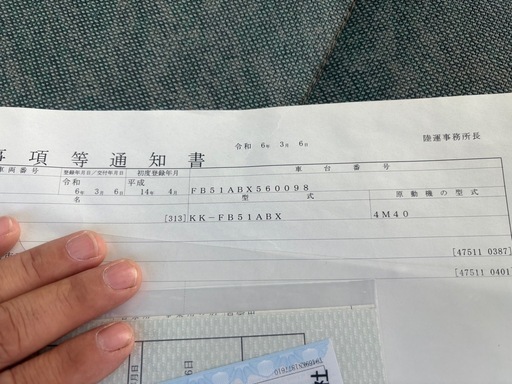 令和 6年 3月 6日
陸運事務所長
項等通知書
車両番号
登録年月日/交付年月日
初度登録年月
車台番号
令和
6年 3月 6日
平成
14年 4月
FB51ABX560098
名
型式
原動機の型式
[313]
KK-FB51ABX
4M40
[47511 0387]
[47511 0401]